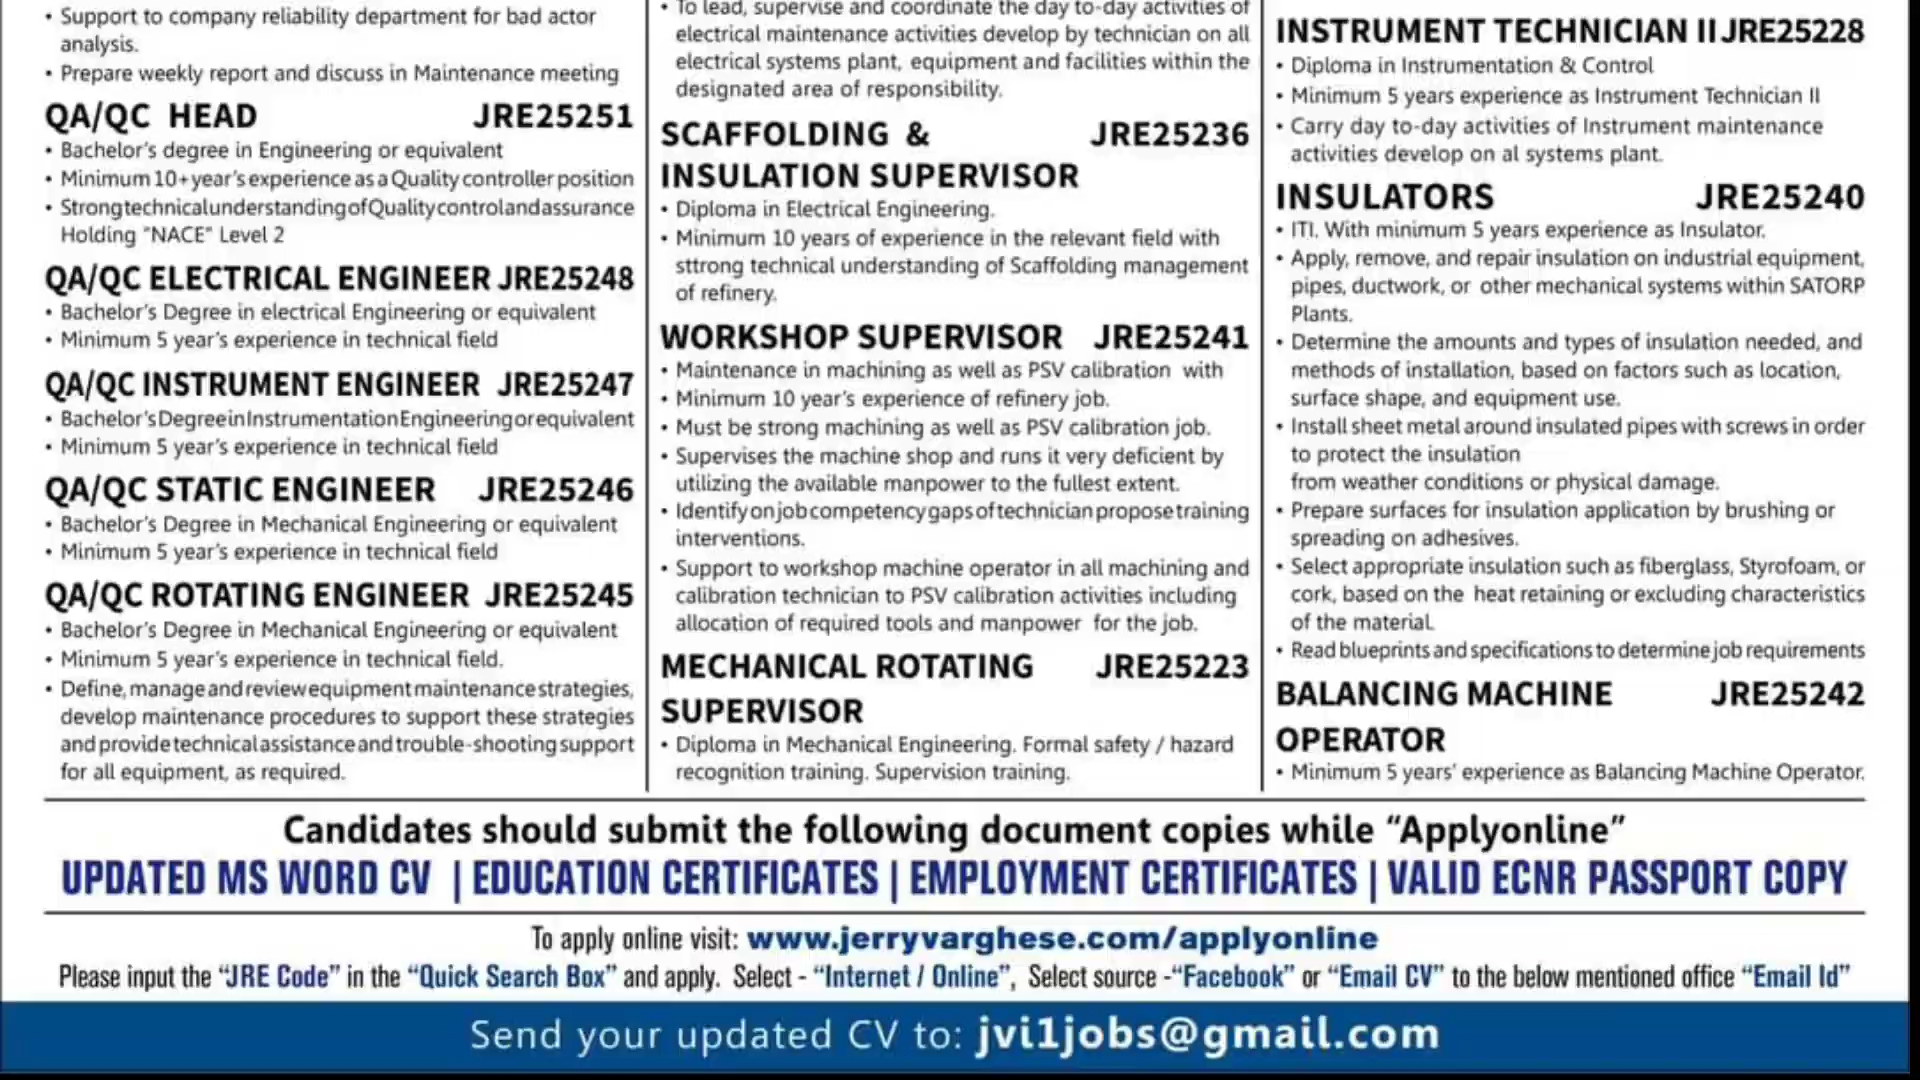 • Support to company reliability department for bad actor
analysis.
• Prepare weekly report and discuss in Maintenance meeting
QA/QC HEAD JRE25251
• Bachelor's degree in Engineering or equivalent
• Minimum 10+ year's experience as a Quality controller position
• Strong technical understanding of Quality control and assurance
Holding "NACE" Level 2
QA/QC ELECTRICAL ENGINEER JRE25248
• Bachelor's Degree in electrical Engineering or equivalent
• Minimum 5 year's experience in technical field
QA/QC INSTRUMENT ENGINEER JRE25247
• Bachelor's Degree in Instrumentation Engineering or equivalent
• Minimum 5 year's experience in technical field
QA/QC STATIC ENGINEER JRE25246
• Bachelor's Degree in Mechanical Engineering or equivalent
• Minimum 5 year's experience in technical field
QA/QC ROTATING ENGINEER JRE25245
• Bachelor's Degree in Mechanical Engineering or equivalent
• Minimum 5 year's experience in technical field.
• Define, manage and review equipment maintenance strategies,
develop maintenance procedures to support these strategies
and provide technical assistance and trouble-shooting support
for all equipment, as required.
• To lead, supervise and coordinate the day to-day activities of
electrical maintenance activities develop by technician on all
electrical systems plant, equipment and facilities within the
designated area of responsibility.
SCAFFOLDING & JRE25236
INSULATION SUPERVISOR
• Diploma in Electrical Engineering.
• Minimum 10 years of experience in the relevant field with
sttrong technical understanding of Scaffolding management
of refinery.
WORKSHOP SUPERVISOR JRE25241
• Maintenance in machining as well as PSV calibration with
• Minimum 10 year's experience of refinery job.
• Must be strong machining as well as PSV calibration job.
• Supervises the machine shop and runs it very deficient by
utilizing the available manpower to the fullest extent.
• Identify on job competency gaps of technician propose training
interventions.
• Support to workshop machine operator in all machining and
calibration technician to PSV calibration activities including
allocation of required tools and manpower for the job.
MECHANICAL ROTATING JRE25223
SUPERVISOR
• Diploma in Mechanical Engineering. Formal safety / hazard
recognition training. Supervision training.
INSTRUMENT TECHNICIAN II JRE25228
• Diploma in Instrumentation & Control
• Minimum 5 years experience as Instrument Technician II
• Carry day to-day activities of Instrument maintenance
activities develop on al systems plant.
INSULATORS JRE25240
• ITI. With minimum 5 years experience as Insulator.
• Apply, remove, and repair insulation on industrial equipment,
pipes, ductwork, or other mechanical systems within SATORP
Plants.
• Determine the amounts and types of insulation needed, and
methods of installation, based on factors such as location,
surface shape, and equipment use.
• Install sheet metal around insulated pipes with screws in order
to protect the insulation
from weather conditions or physical damage.
• Prepare surfaces for insulation application by brushing or
spreading on adhesives.
• Select appropriate insulation such as fiberglass, Styrofoam, or
cork, based on the heat retaining or excluding characteristics
of the material.
• Read blueprints and specifications to determine job requirements
BALANCING MACHINE JRE25242
OPERATOR
• Minimum 5 years' experience as Balancing Machine Operator.
Candidates should submit the following document copies while "Applyonline"
UPDATED MS WORD CV | EDUCATION CERTIFICATES | EMPLOYMENT CERTIFICATES | VALID ECNR PASSPORT COPY
To apply online visit: www.jerryvarghese.com/applyonline
Please input the "JRE Code" in the "Quick Search Box" and apply. Select - "Internet / Online", Select source -"Facebook" or "Email CV" to the below mentioned office "Email Id"
Send your updated CV to: jvi1jobs@gmail.com